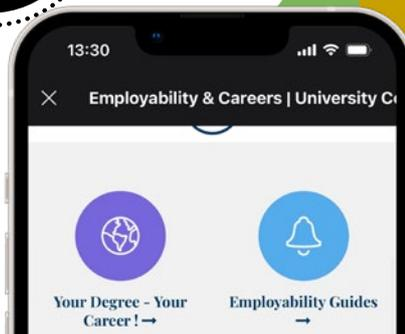 13:30
Employability & Careers | University C
Your Degree - Your
Career ! →
Employability Guides
→